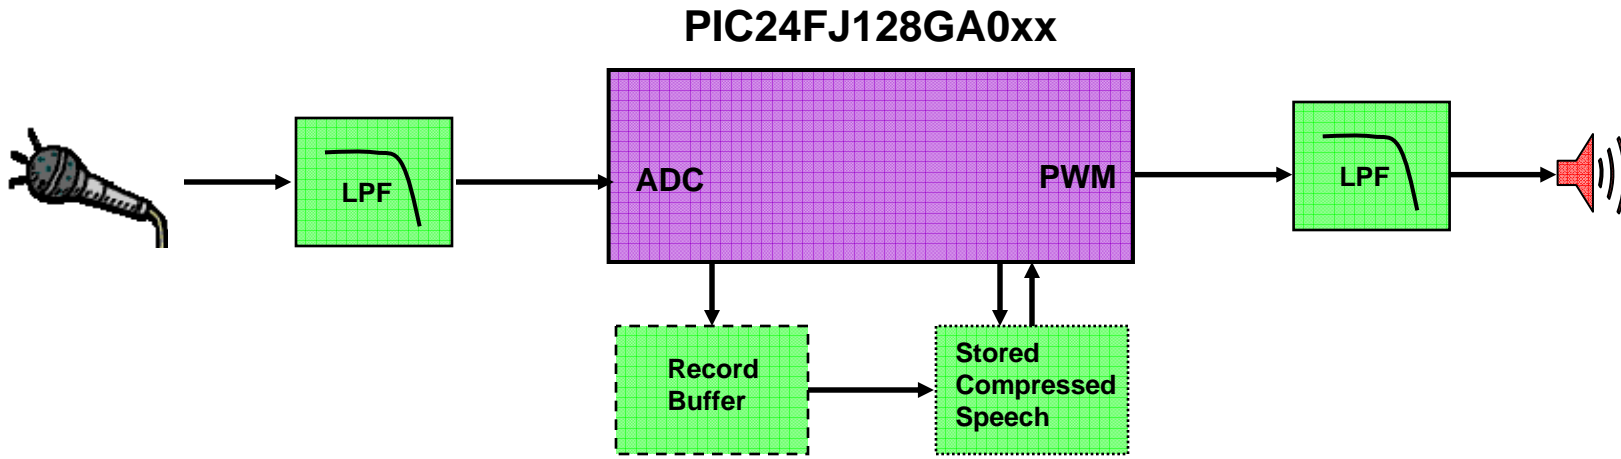 PIC24FJ128GA0xx
LPF
ADC
PWM
LPF
Record
Buffer
Stored
Compressed
Speech